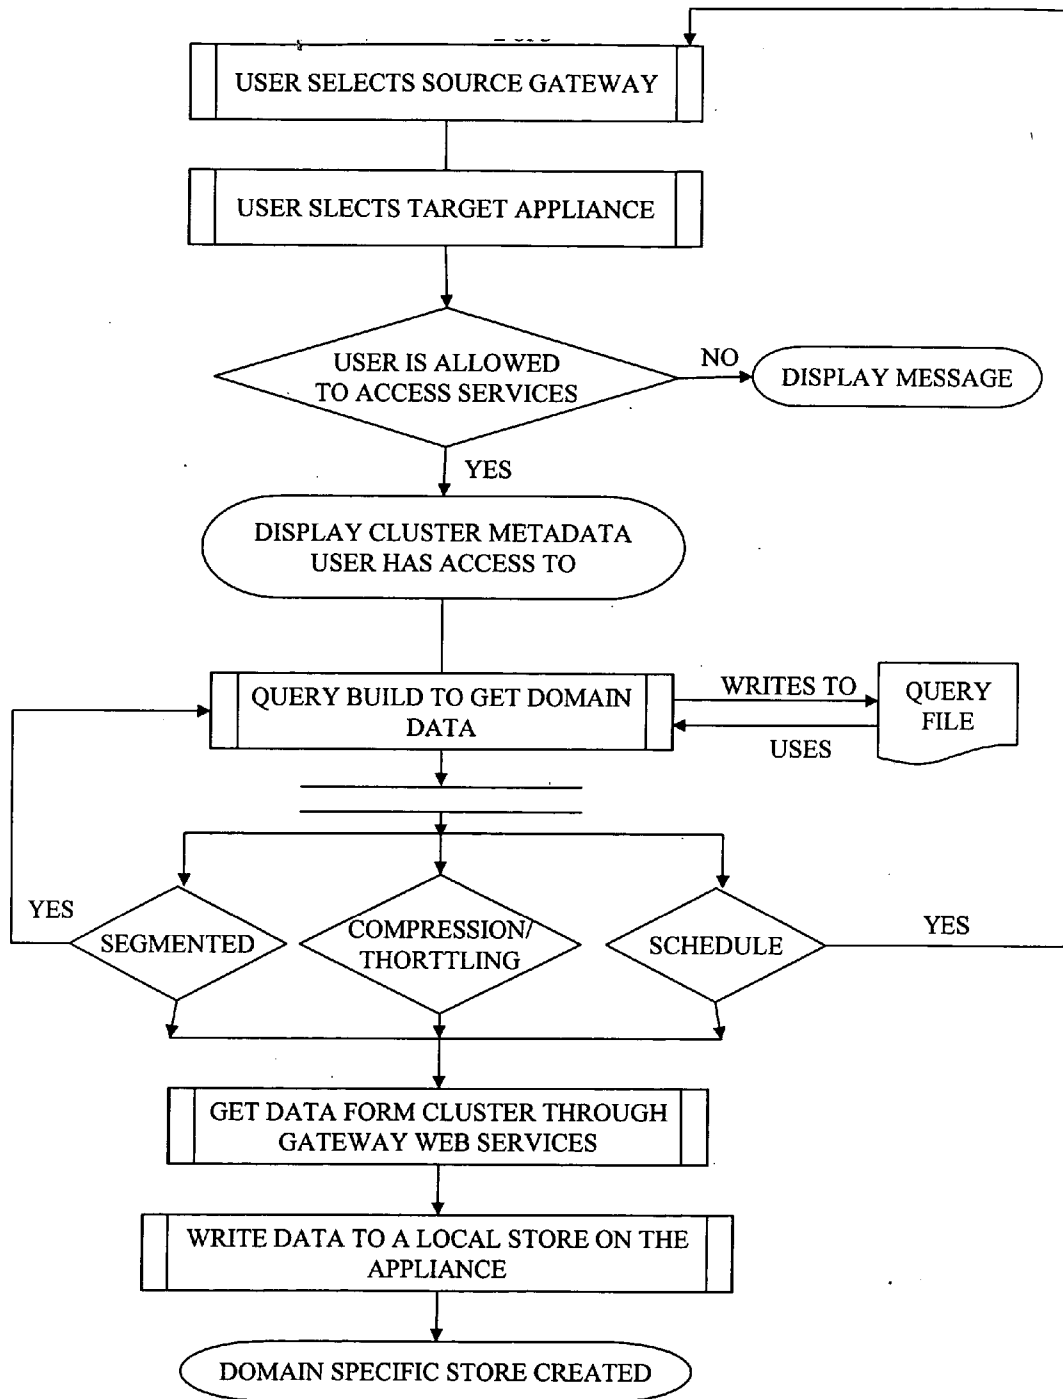 USER SELECTS SOURCE GATEWAY
USER SLECTS TARGET APPLIANCE
USER IS ALLOWED
TO ACCESS SERVICES
NO
DISPLAY MESSAGE
YES
DISPLAY CLUSTER METADATA
USER HAS ACCESS TO
QUERY BUILD TO GET DOMAIN
DATA
WRITES TO
USES
QUERY
FILE
YES
SEGMENTED
COMPRESSION/
THORTTLING
SCHEDULE
YES
GET DATA FORM CLUSTER THROUGH
GATEWAY WEB SERVICES
WRITE DATA TO A LOCAL STORE ON THE
APPLIANCE
DOMAIN SPECIFIC STORE CREATED